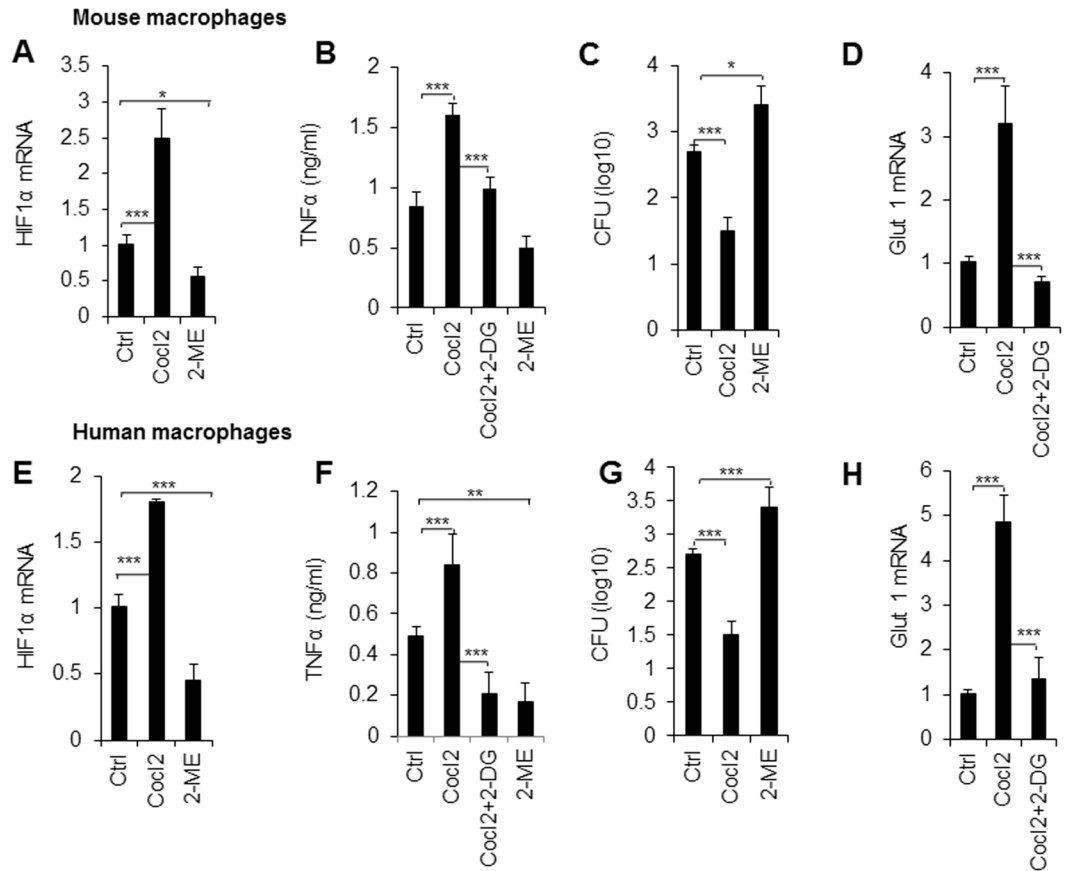 Mouse macrophages
A
HIF1α mRNA
3.5
3
2.5
2
1.5
1
0.5
0
***
*
Ctrl
Cocl2
2-ME
B
TNFα (ng/ml)
2
1.5
1
0.5
0
***
***
Ctrl
Cocl2
Cocl2+2-DG
2-ME
C
CFU (log10)
4
3
2
1
0
***
*
Ctrl
Cocl2
2-ME
D
Glut 1 mRNA
4
3
2
1
0
***
***
Ctrl
Cocl2
Cocl2+2-DG
Human macrophages
E
HIF1α mRNA
2
1.5
1
0.5
0
***
***
Ctrl
Cocl2
2-ME
F
TNFα (ng/ml)
1.2
1
0.8
0.6
0.4
0.2
0
**
***
***
Ctrl
Cocl2
Cocl2+2-DG
2-ME
G
CFU (log10)
4
3.5
3
2.5
2
1.5
1
0.5
0
***
***
Ctrl
Cocl2
2-ME
H
Glut 1 mRNA
6
5
4
3
2
1
0
***
***
Ctrl
Cocl2
Cocl2+2-DG